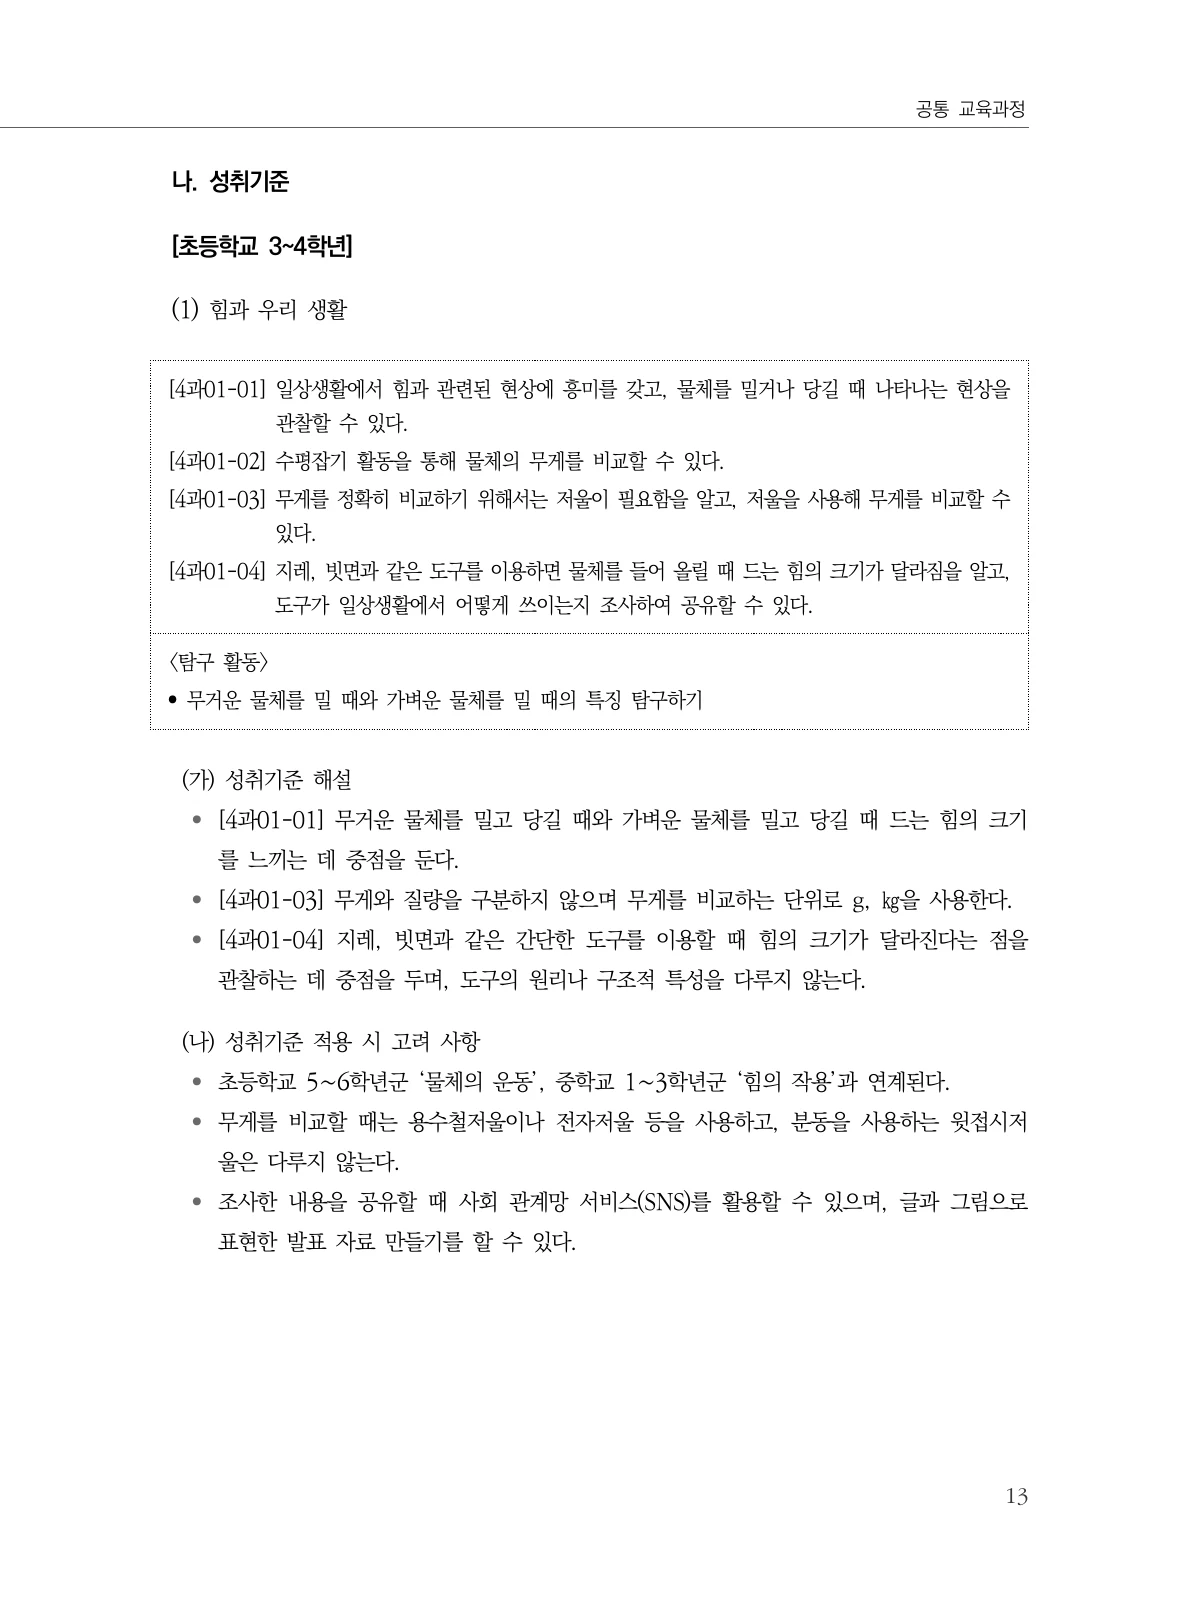 공통 교육과정
나. 성취기준
[초등학교 3~4학년]
(1) 힘과 우리 생활
[4과01-01] 일상생활에서 힘과 관련된 현상에 흥미를 갖고, 물체를 밀거나 당길 때 나타나는 현상을
관찰할 수 있다.
[4과01-02] 수평잡기 활동을 통해 물체의 무게를 비교할 수 있다.
[4과01-03] 무게를 정확히 비교하기 위해서는 저울이 필요함을 알고, 저울을 사용해 무게를 비교할 수
있다.
[4과01-04] 지레, 빗면과 같은 도구를 이용하면 물체를 들어 올릴 때 드는 힘의 크기가 달라짐을 알고,
도구가 일상생활에서 어떻게 쓰이는지 조사하여 공유할 수 있다.
<탐구 활동>
• 무거운 물체를 밀 때와 가벼운 물체를 밀 때의 특징 탐구하기
(가) 성취기준 해설
• [4과01-01] 무거운 물체를 밀고 당길 때와 가벼운 물체를 밀고 당길 때 드는 힘의 크기
를 느끼는 데 중점을 둔다.
• [4과01-03] 무게와 질량을 구분하지 않으며 무게를 비교하는 단위로 g, ㎏을 사용한다.
• [4과01-04] 지레, 빗면과 같은 간단한 도구를 이용할 때 힘의 크기가 달라진다는 점을
관찰하는 데 중점을 두며, 도구의 원리나 구조적 특성을 다루지 않는다.
(나) 성취기준 적용 시 고려 사항
• 초등학교 5~6학년군 ‘물체의 운동’, 중학교 1~3학년군 ‘힘의 작용’과 연계된다.
• 무게를 비교할 때는 용수철저울이나 전자저울 등을 사용하고, 분동을 사용하는 윗접시저
울은 다루지 않는다.
• 조사한 내용을 공유할 때 사회 관계망 서비스(SNS)를 활용할 수 있으며, 글과 그림으로
표현한 발표 자료 만들기를 할 수 있다.
13